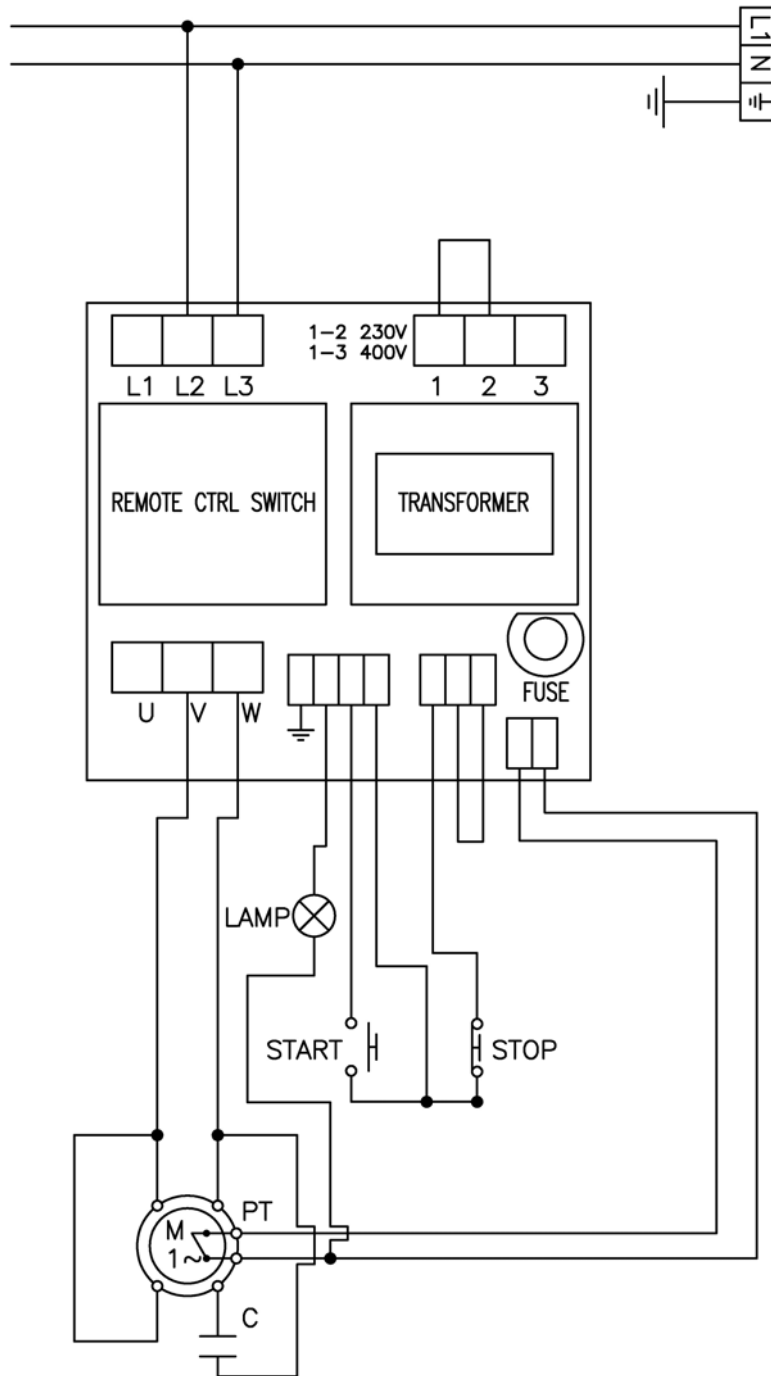 L1
N
1-2 230V
1-3 400V
L1 L2 L3
1 2 3
REMOTE CTRL SWITCH
TRANSFORMER
FUSE
U V W
LAMP
START
STOP
PT
M
1~
C